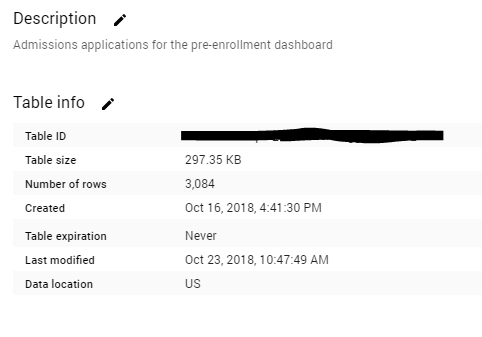 Description
Admissions applications for the pre-enrollment dashboard
Table info
Table ID
Table size 297.35 KB
Number of rows 3,084
Created Oct 16, 2018, 4:41:30 PM
Table expiration Never
Last modified Oct 23, 2018, 10:47:49 AM
Data location US